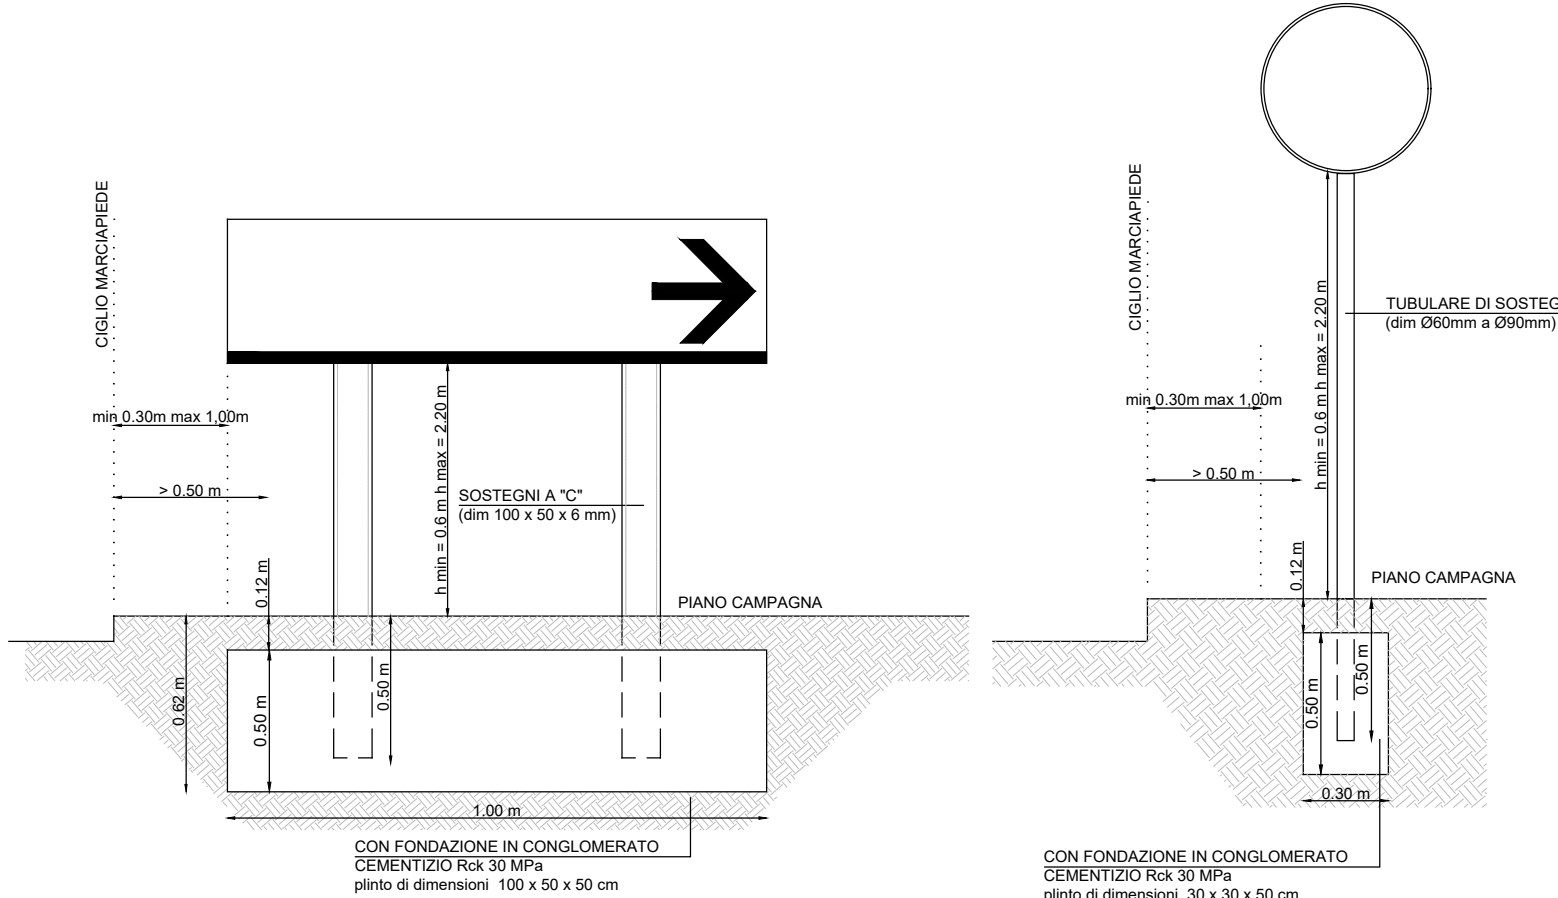 CIGLIO MARCIAPIEDE
min 0.30m max 1,00m
> 0.50 m
0.12 m
h min = 0.6 m h max = 2.20 m
SOSTEGNI A "C"
(dim 100 x 50 x 6 mm)
PIANO CAMPAGNA
0.62 m
0.50 m
0.50 m
1.00 m
CON FONDAZIONE IN CONGLOMERATO
CEMENTIZIO Rck 30 MPa
plinto di dimensioni 100 x 50 x 50 cm
CIGLIO MARCIAPIEDE
h min = 0.6 m h max = 2.20 m
TUBULARE DI SOSTEG
(dim Ø60mm a Ø90mm)
min 0.30m max 1,00m
> 0.50 m
0.12 m
PIANO CAMPAGNA
0.50 m
0.50 m
0.30 m
CON FONDAZIONE IN CONGLOMERATO
CEMENTIZIO Rck 30 MPa
plinto di dimensioni 30 x 30 x 50 cm